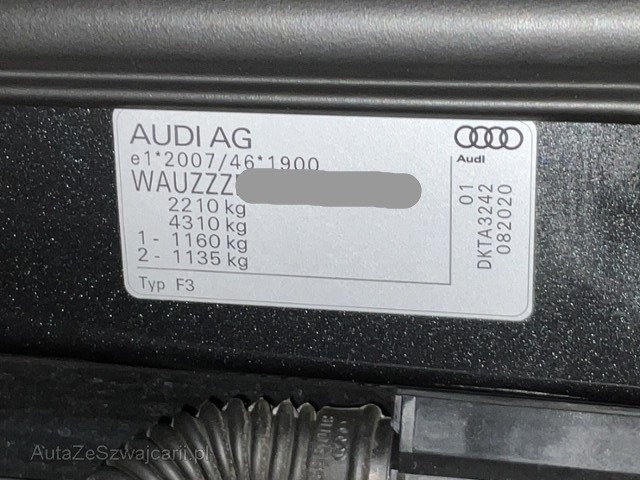 AUDI AG
Audi
e1*2007/46*1900
WAUZZZ
2210 kg
4310 kg
1 - 1160 kg
2 - 1135 kg
Typ F3
01
DKTA3242
082020
AutaZeSzwajcarii.pl